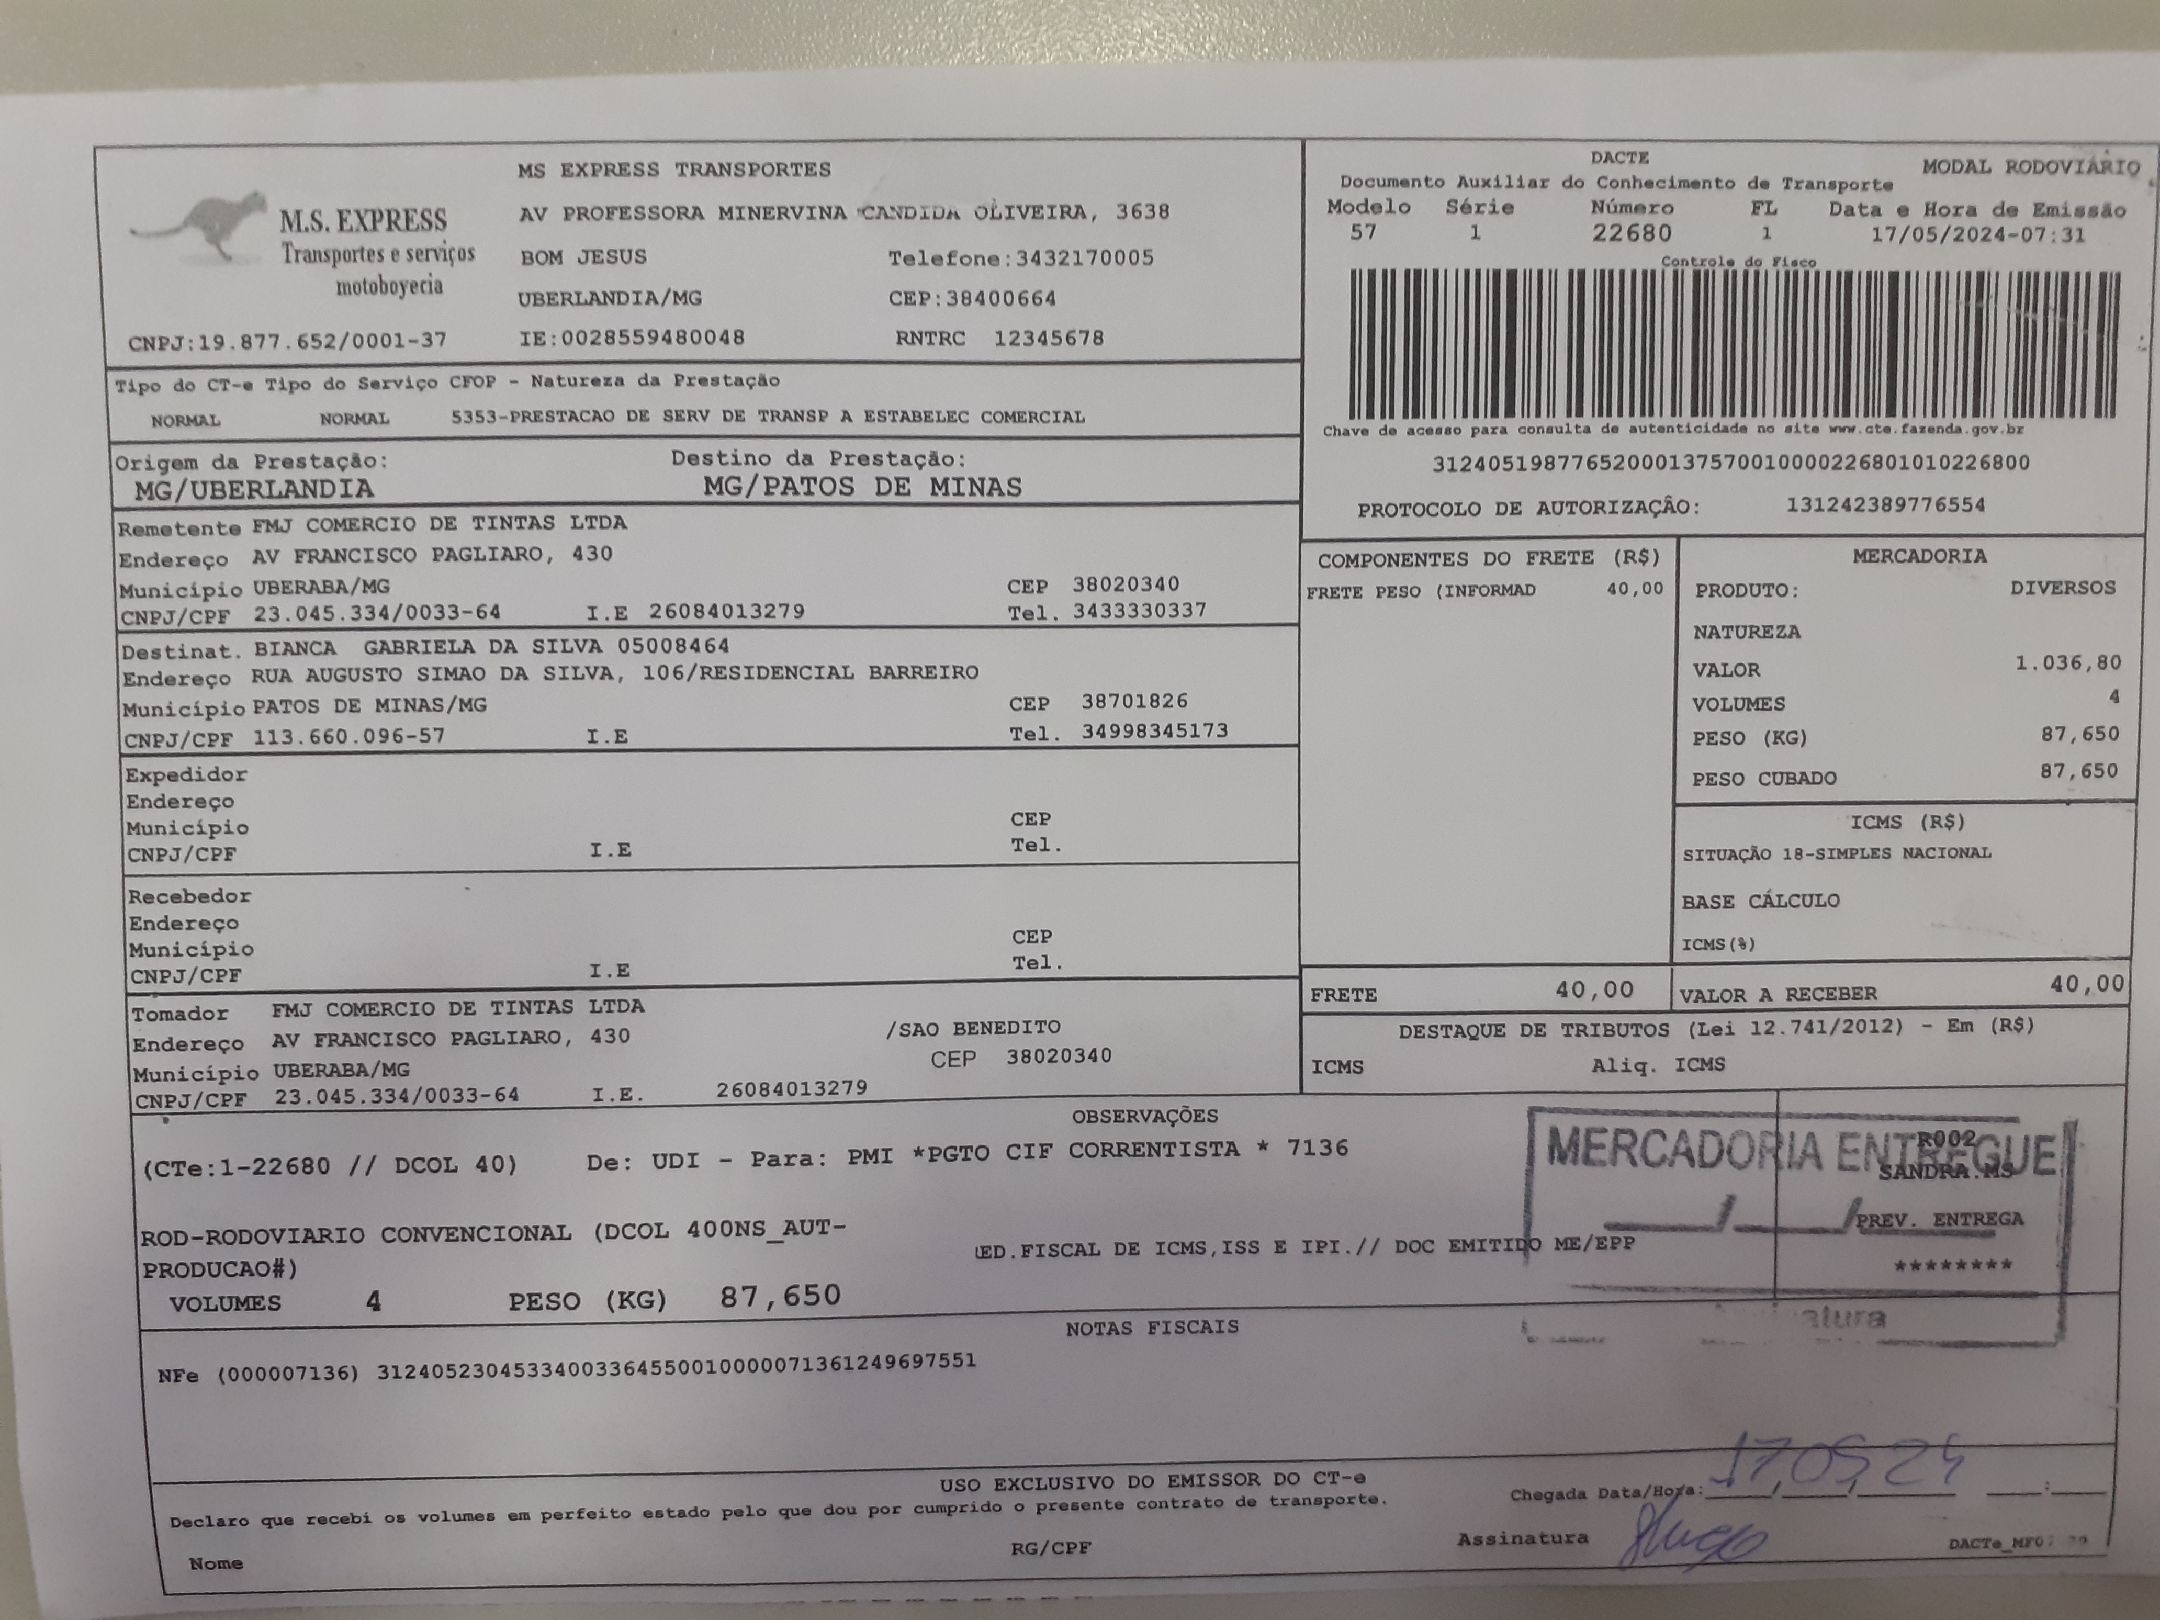 M.S. EXPRESS
Transportes e serviços
motoboyecia
CNPJ:19.877.652/0001-37
MS EXPRESS TRANSPORTES
AV PROFESSORA MINERVINA CANDIDA OLIVEIRA, 3638
BOM JESUS Telefone:3432170005
UBERLANDIA/MG CEP:38400664
IE:0028559480048 RNTRC 12345678
DACTE MODAL RODOVIÁRIO
Documento Auxiliar do Conhecimento de Transporte
Modelo Série Número FL Data e Hora de Emissão
57 1 22680 1 17/05/2024-07:31
Controle do Fisco
Chave de acesso para consulta de autenticidade no site www.cte.fazenda.gov.br
31240519877652000137570010000226801010226800
PROTOCOLO DE AUTORIZAÇÂO: 131242389776554
Tipo do CT-e Tipo do Serviço CFOP - Natureza da Prestação
NORMAL NORMAL 5353-PRESTACAO DE SERV DE TRANSP A ESTABELEC COMERCIAL
Origem da Prestação: Destino da Prestação:
MG/UBERLANDIA MG/PATOS DE MINAS
Remetente FMJ COMERCIO DE TINTAS LTDA
Endereço AV FRANCISCO PAGLIARO, 430
Município UBERABA/MG CEP 38020340
CNPJ/CPF 23.045.334/0033-64 I.E 26084013279 Tel. 3433330337
Destinat. BIANCA GABRIELA DA SILVA 05008464
Endereço RUA AUGUSTO SIMAO DA SILVA, 106/RESIDENCIAL BARREIRO
Município PATOS DE MINAS/MG CEP 38701826
CNPJ/CPF 113.660.096-57 I.E Tel. 34998345173
Expedidor
Endereço
Município CEP
CNPJ/CPF I.E Tel.
Recebedor
Endereço
Município CEP
CNPJ/CPF I.E Tel.
Tomador FMJ COMERCIO DE TINTAS LTDA
Endereço AV FRANCISCO PAGLIARO, 430 /SAO BENEDITO
Município UBERABA/MG CEP 38020340
CNPJ/CPF 23.045.334/0033-64 I.E. 26084013279
COMPONENTES DO FRETE (R$)
FRETE PESO (INFORMAD 40,00
MERCADORIA
PRODUTO: DIVERSOS
NATUREZA
VALOR 1.036,80
VOLUMES 4
PESO (KG) 87,650
PESO CUBADO 87,650
ICMS (R$)
SITUAÇÃO 18-SIMPLES NACIONAL
BASE CÁLCULO
ICMS(%)
FRETE 40,00 VALOR A RECEBER 40,00
DESTAQUE DE TRIBUTOS (Lei 12.741/2012) - Em (R$)
ICMS Aliq. ICMS
OBSERVAÇÕES
(CTe:1-22680 // DCOL 40) De: UDI - Para: PMI *PGTO CIF CORRENTISTA * 7136
ROD-RODOVIARIO CONVENCIONAL (DCOL 400NS_AUT-
PRODUCAO#)
ED.FISCAL DE ICMS,ISS E IPI.// DOC EMITIDO ME/EPP
VOLUMES 4 PESO (KG) 87,650
MERCADORIA ENTREGUE
R002
SANDRA.MS
PREV. ENTREGA
********
NOTAS FISCAIS
NFe (000007136) 31240523045334003364550010000071361249697551
USO EXCLUSIVO DO EMISSOR DO CT-e
Declaro que recebi os volumes em perfeito estado pelo que dou por cumprido o presente contrato de transporte.
Chegada Data/Hora: 17/05/24
Nome RG/CPF Assinatura Hugo